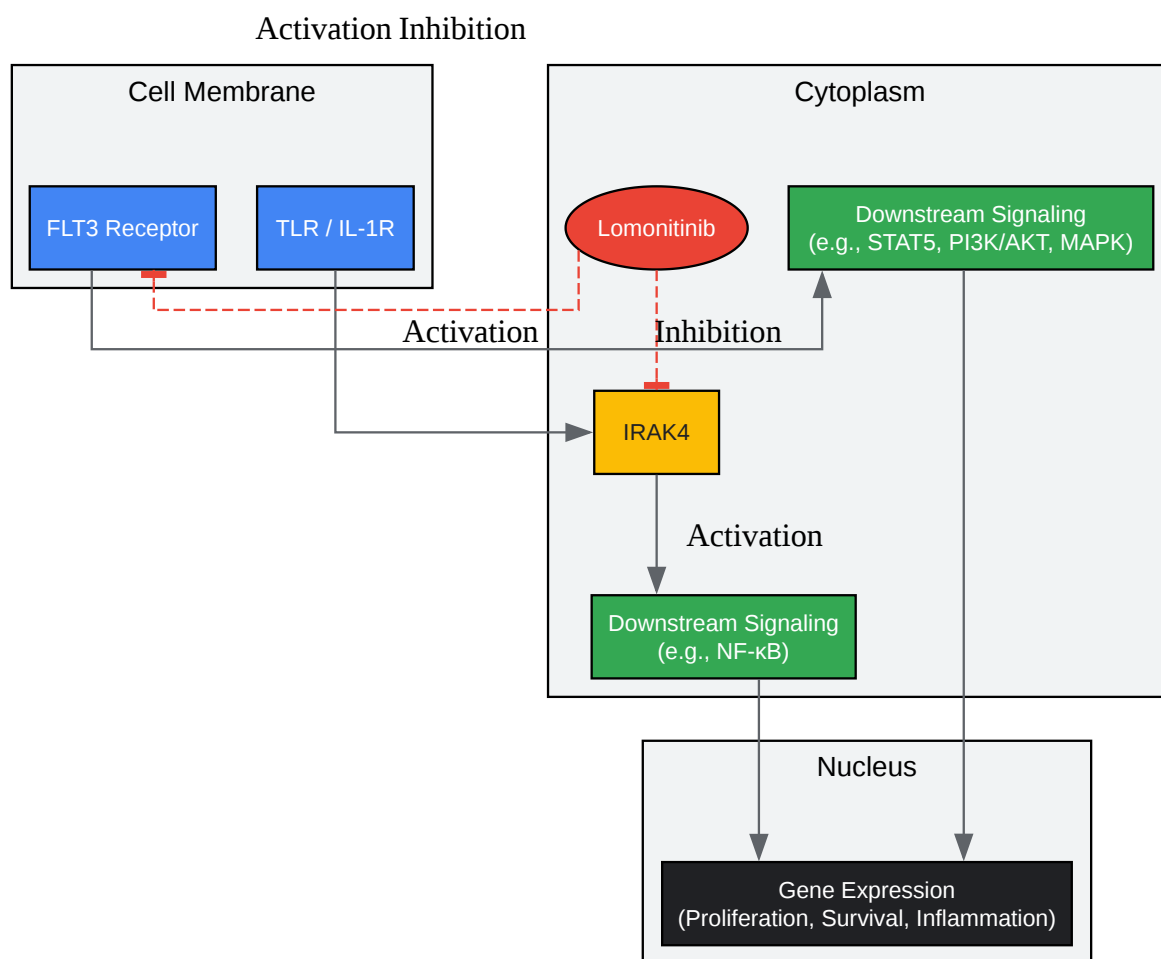 Activation Inhibition
Cell Membrane
Cytoplasm
FLT3 Receptor
TLR / IL-1R
Lomonitinib
Downstream Signaling
(e.g., STAT5, PI3K/AKT, MAPK)
Activation
Inhibition
IRAK4
Activation
Downstream Signaling
(e.g., NF-κB)
Nucleus
Gene Expression
(Proliferation, Survival, Inflammation)